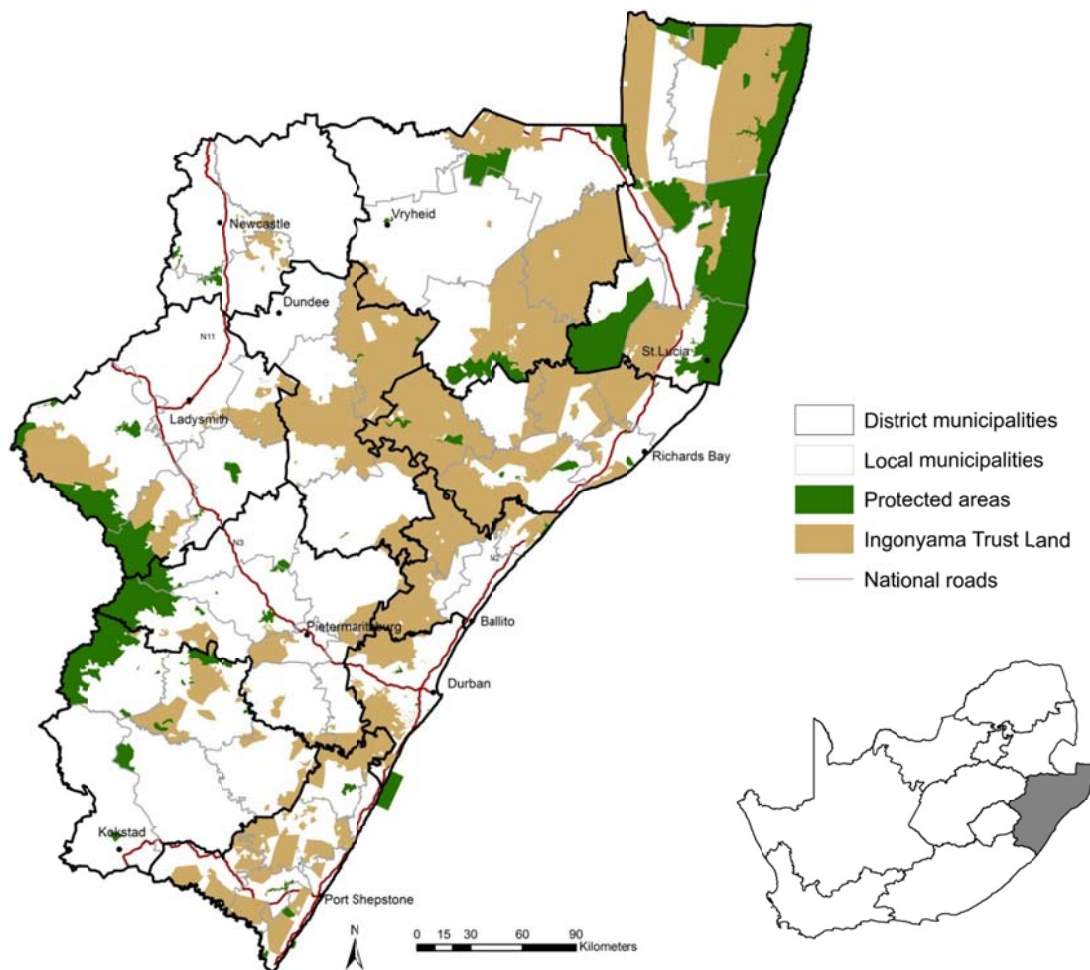 Newcastle
Vryheid
Dundee
N11
St.Lucia
Ladysmith
Richards Bay
N3
N2
Pietermaritsburg
Ballito
Durban
Kokstad
Port Shepstone
District municipalities
Local municipalities
Protected areas
Ingonyama Trust Land
National roads
N
0 15 30 60 90
Kilometers